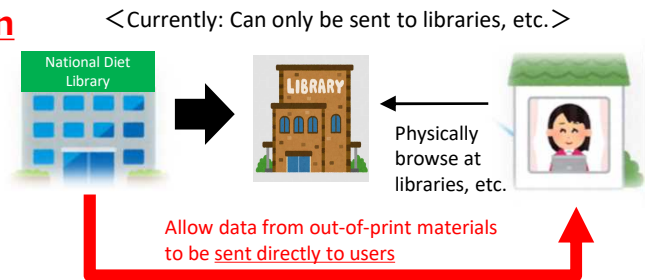 n
＜Currently: Can only be sent to libraries, etc.＞
National Diet
Library
LIBRARY
Physically
browse at
libraries, etc.
Allow data from out-of-print materials
to be sent directly to users